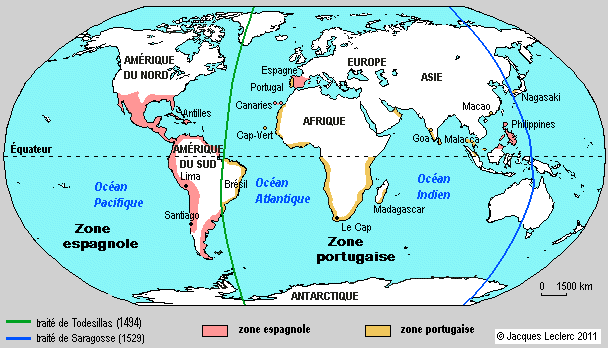 AMÉRIQUE
DU NORD
EUROPE
Espagne
ASIE
Portugal
Nagasaki
Canaries
Macao
Antilles
AFRIQUE
Philippines
Cap-Vert
Goa
Malacca
Équateur
AMÉRIQUE
DU SUD
Lima
Brésil
Océan
Pacifique
Océan
Atlantique
Océan
Indien
Madagascar
Santiago
Le Cap
Zone
espagnole
Zone
portugaise
0 1500 km
ANTARCTIQUE
traité de Todesillas (1494)
traité de Saragosse (1529)
zone espagnole
zone portugaise
© Jacques Leclerc 2011